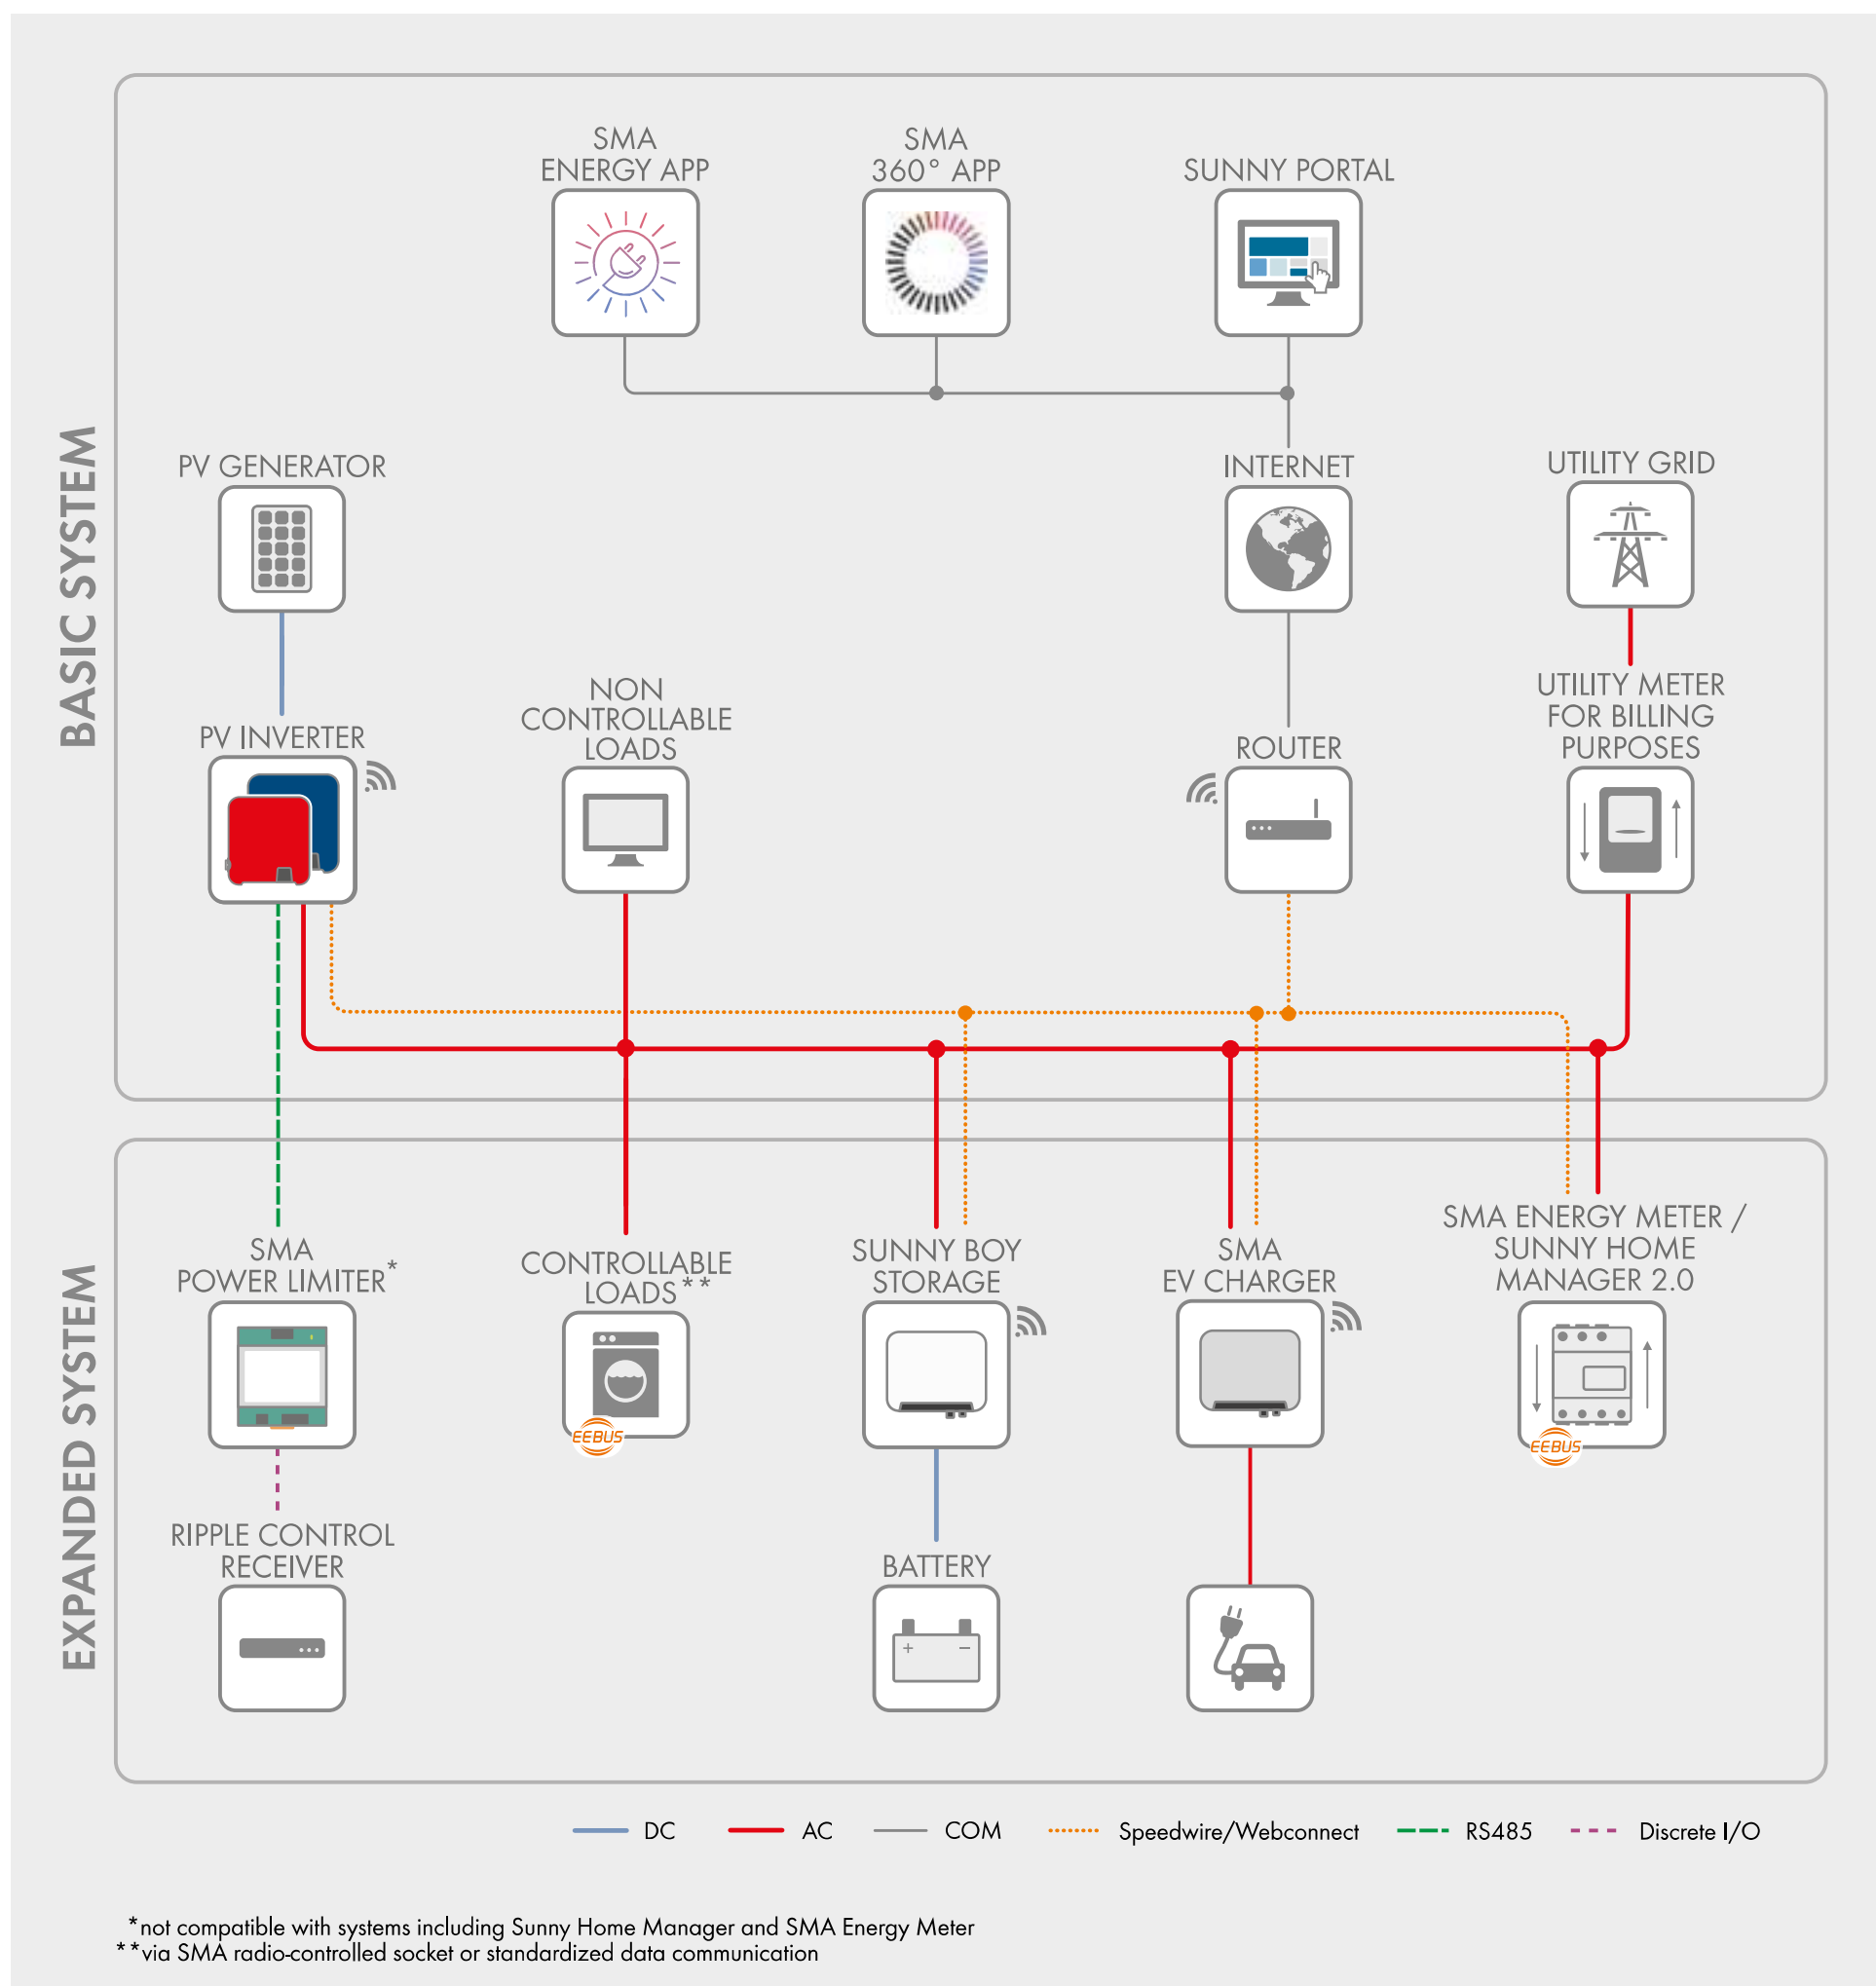 BASIC SYSTEM
SMA
ENERGY APP
SMA
360° APP
SUNNY PORTAL
PV GENERATOR
INTERNET
UTILITY GRID
PV INVERTER
NON
CONTROLLABLE
LOADS
ROUTER
UTILITY METER
FOR BILLING
PURPOSES
EXPANDED SYSTEM
SMA
POWER LIMITER*
CONTROLLABLE
LOADS**
EEBUS
SUNNY BOY
STORAGE
SMA
EV CHARGER
SMA ENERGY METER /
SUNNY HOME
MANAGER 2.0
EEBUS
RIPPLE CONTROL
RECEIVER
BATTERY
+ −
DC
AC
COM
Speedwire/Webconnect
RS485
Discrete I/O
*not compatible with systems including Sunny Home Manager and SMA Energy Meter
**via SMA radio-controlled socket or standardized data communication